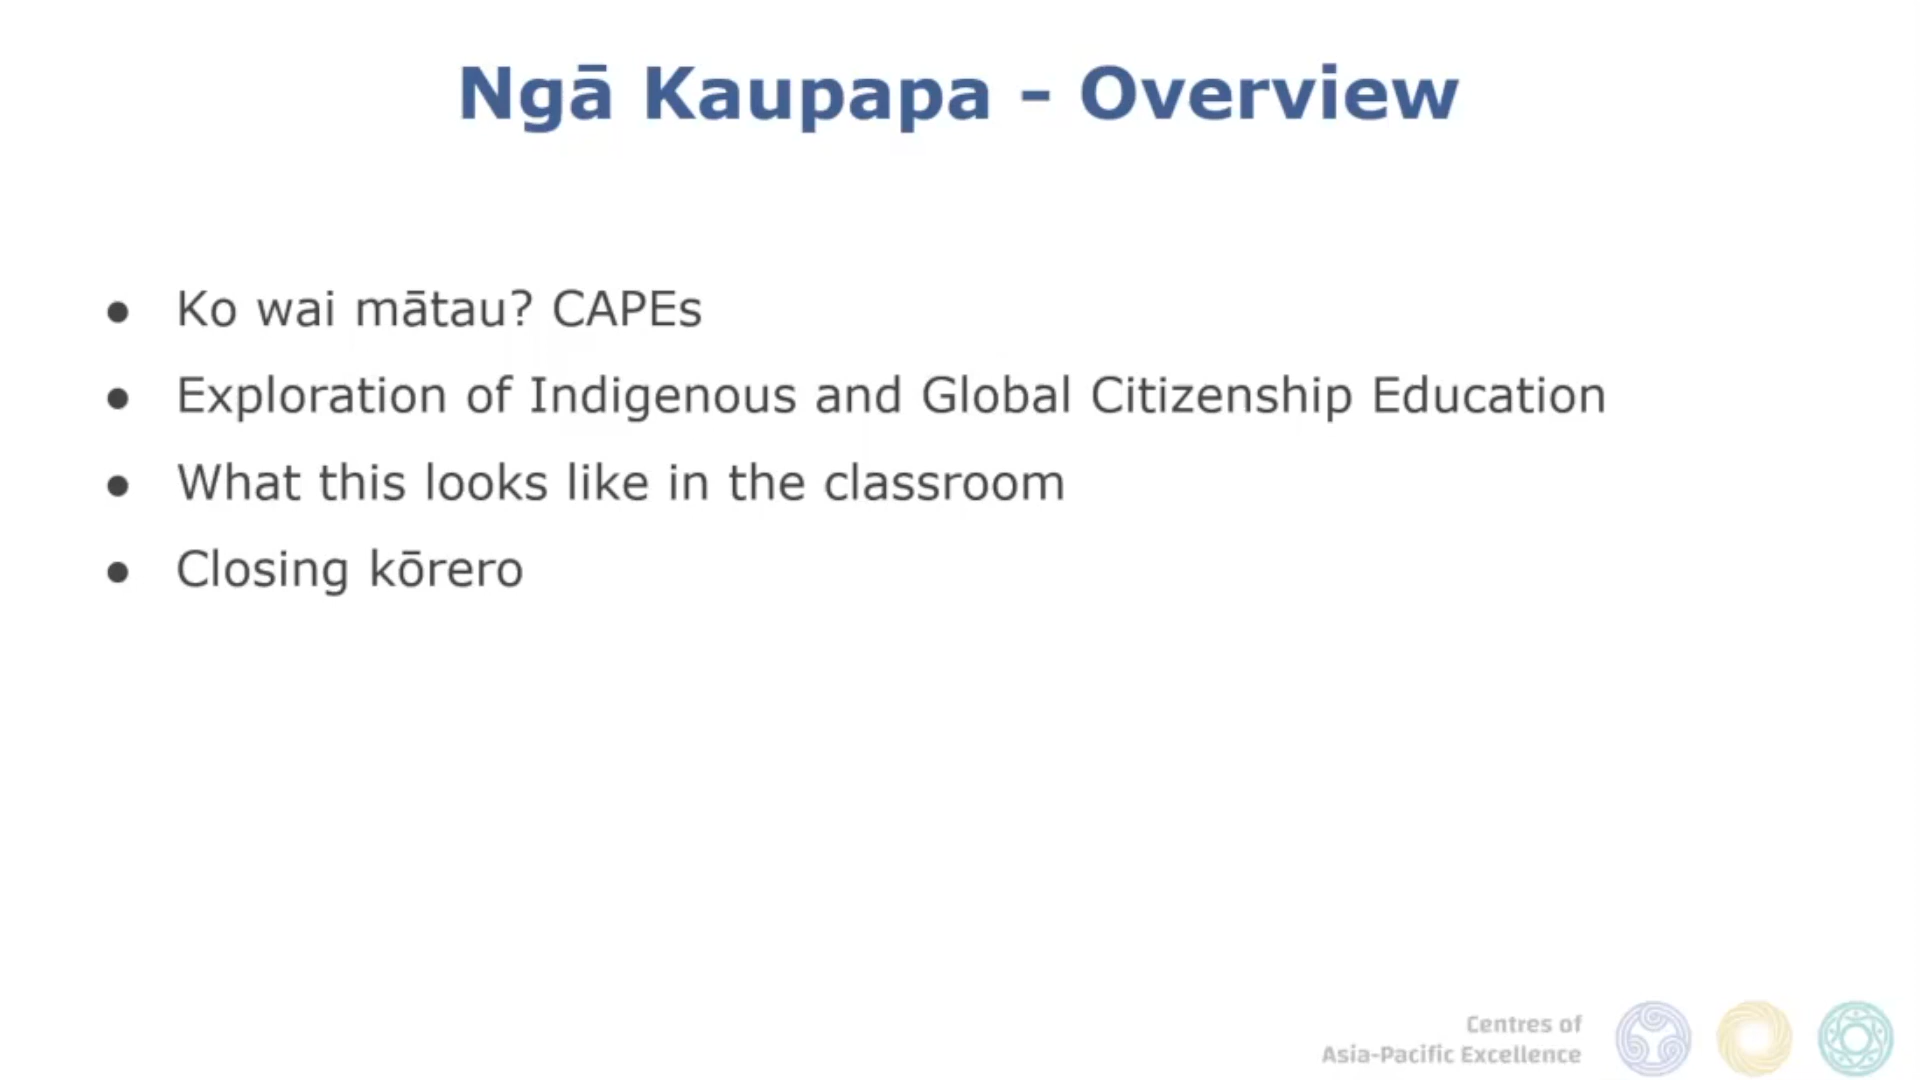 Ngā Kaupapa - Overview
● Ko wai mātau? CAPEs
● Exploration of Indigenous and Global Citizenship Education
● What this looks like in the classroom
● Closing kōrero
Centres of
Asia-Pacific Excellence